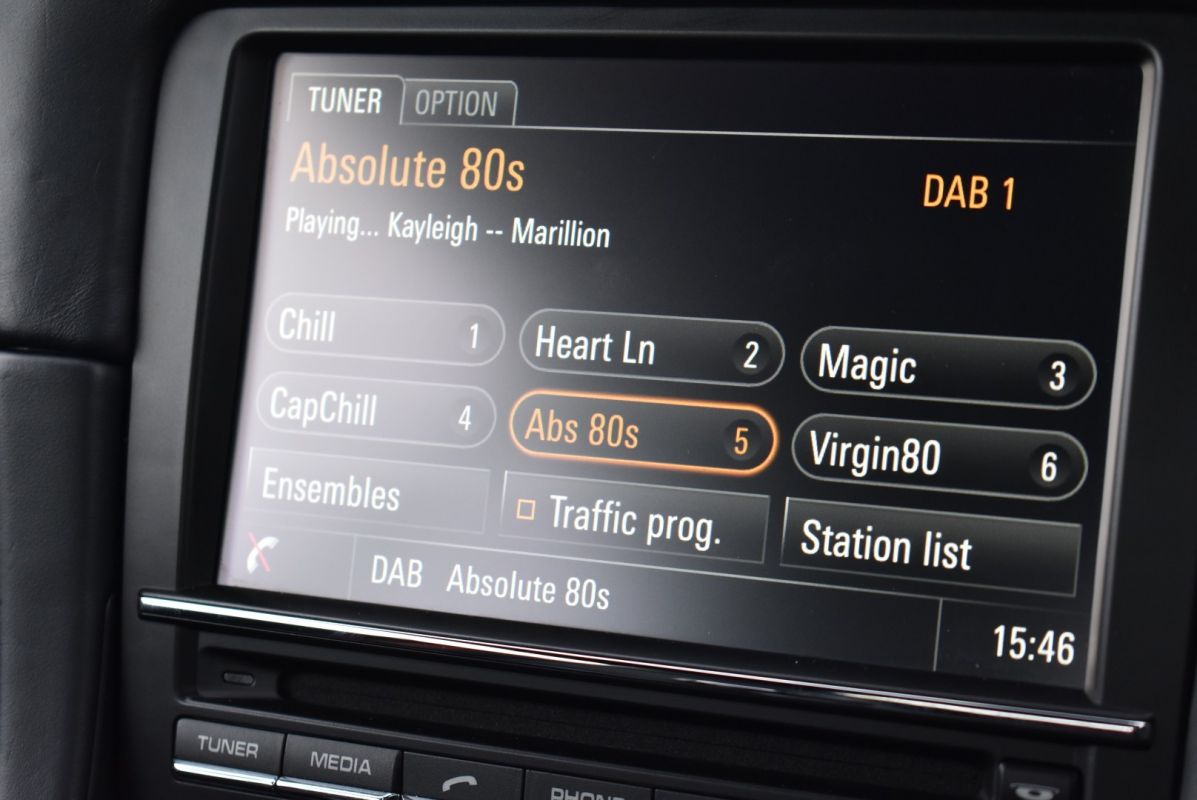 TUNER OPTION
Absolute 80s DAB 1
Playing... Kayleigh -- Marillion
Chill 1 Heart Ln 2 Magic 3
CapChill 4 Abs 80s 5 Virgin80 6
Ensembles Traffic prog. Station list
DAB Absolute 80s 15:46
TUNER MEDIA PHONE